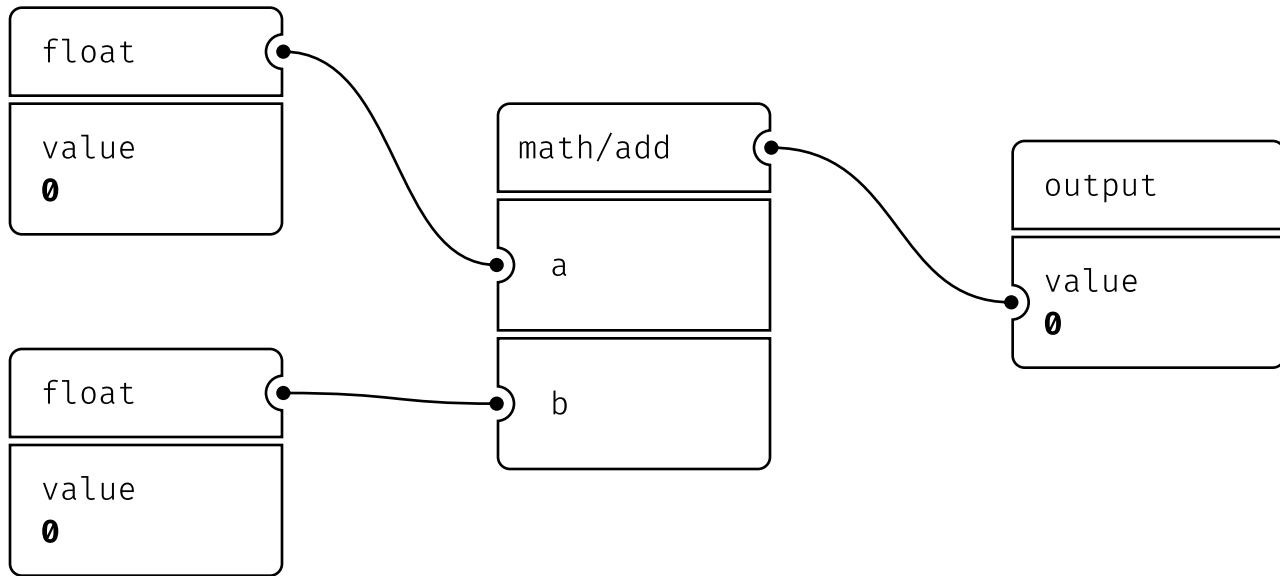 float
value
0
float
value
0
math/add
a
b
output
value
0